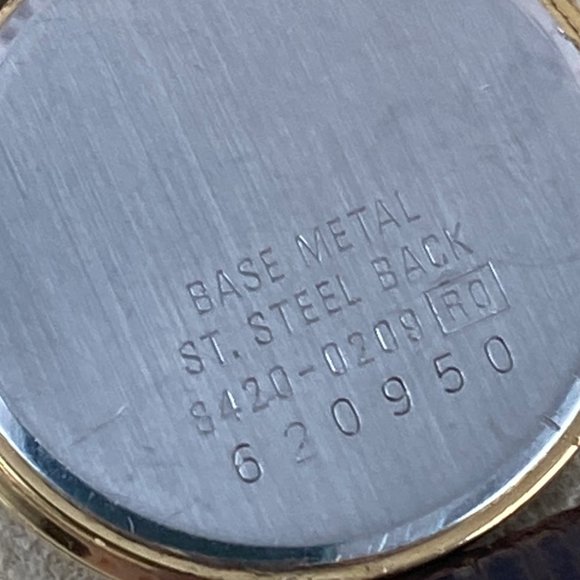 BASE METAL
ST. STEEL BACK
8420-0209 RO
620950